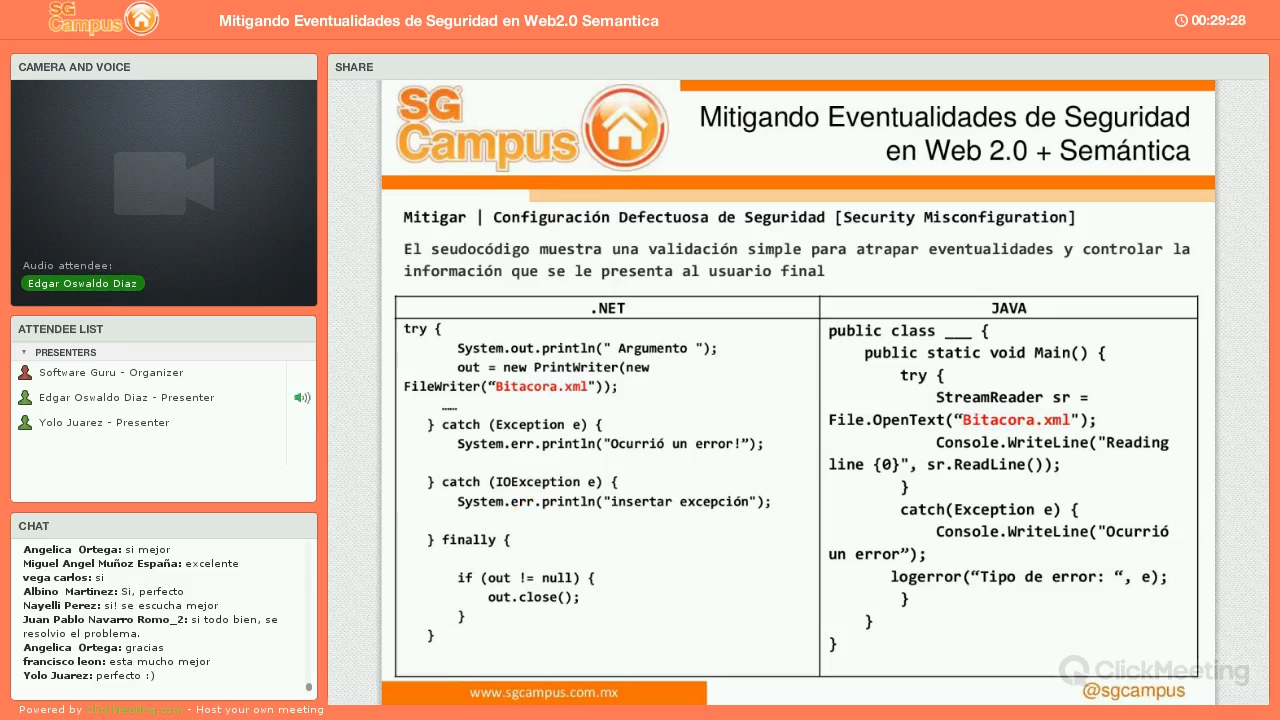 SG Campus
Mitigando Eventualidades de Seguridad en Web2.0 Semantica
00:29:28
CAMERA AND VOICE
Audio attendee:
Edgar Oswaldo Diaz
ATTENDEE LIST
PRESENTERS
Software Guru - Organizer
Edgar Oswaldo Diaz - Presenter
Yolo Juarez - Presenter
CHAT
Angelica Ortega: si mejor
Miguel Angel Muñoz España: excelente
vega carlos: si
Albino Martinez: Si, perfecto
Nayelli Perez: si! se escucha mejor
Juan Pablo Navarro Romo_2: si todo bien, se
resolvio el problema.
Angelica Ortega: gracias
francisco leon: esta mucho mejor
Yolo Juarez: perfecto :)
Powered by ClickMeeting.com - Host your own meeting
SHARE
SG
Campus
Mitigando Eventualidades de Seguridad
en Web 2.0 + Semántica
Mitigar | Configuración Defectuosa de Seguridad [Security Misconfiguration]
El seudocódigo muestra una validación simple para atrapar eventualidades y controlar la
información que se le presenta al usuario final
.NET
try {
System.out.println(" Argumento ");
out = new PrintWriter(new
FileWriter(“Bitacora.xml"));
……
} catch (Exception e) {
System.err.println("Ocurrió un error!”);
} catch (IOException e) {
System.err.println("insertar excepción");
} finally {
if (out != null) {
out.close();
}
}
JAVA
public class ___ {
public static void Main() {
try {
StreamReader sr =
File.OpenText(“Bitacora.xml");
Console.WriteLine("Reading
line {0}", sr.ReadLine());
}
catch(Exception e) {
Console.WriteLine("Ocurrió
un error”);
logerror(“Tipo de error: “, e);
}
}
}
www.sgcampus.com.mx
ClickMeeting
@sgcampus